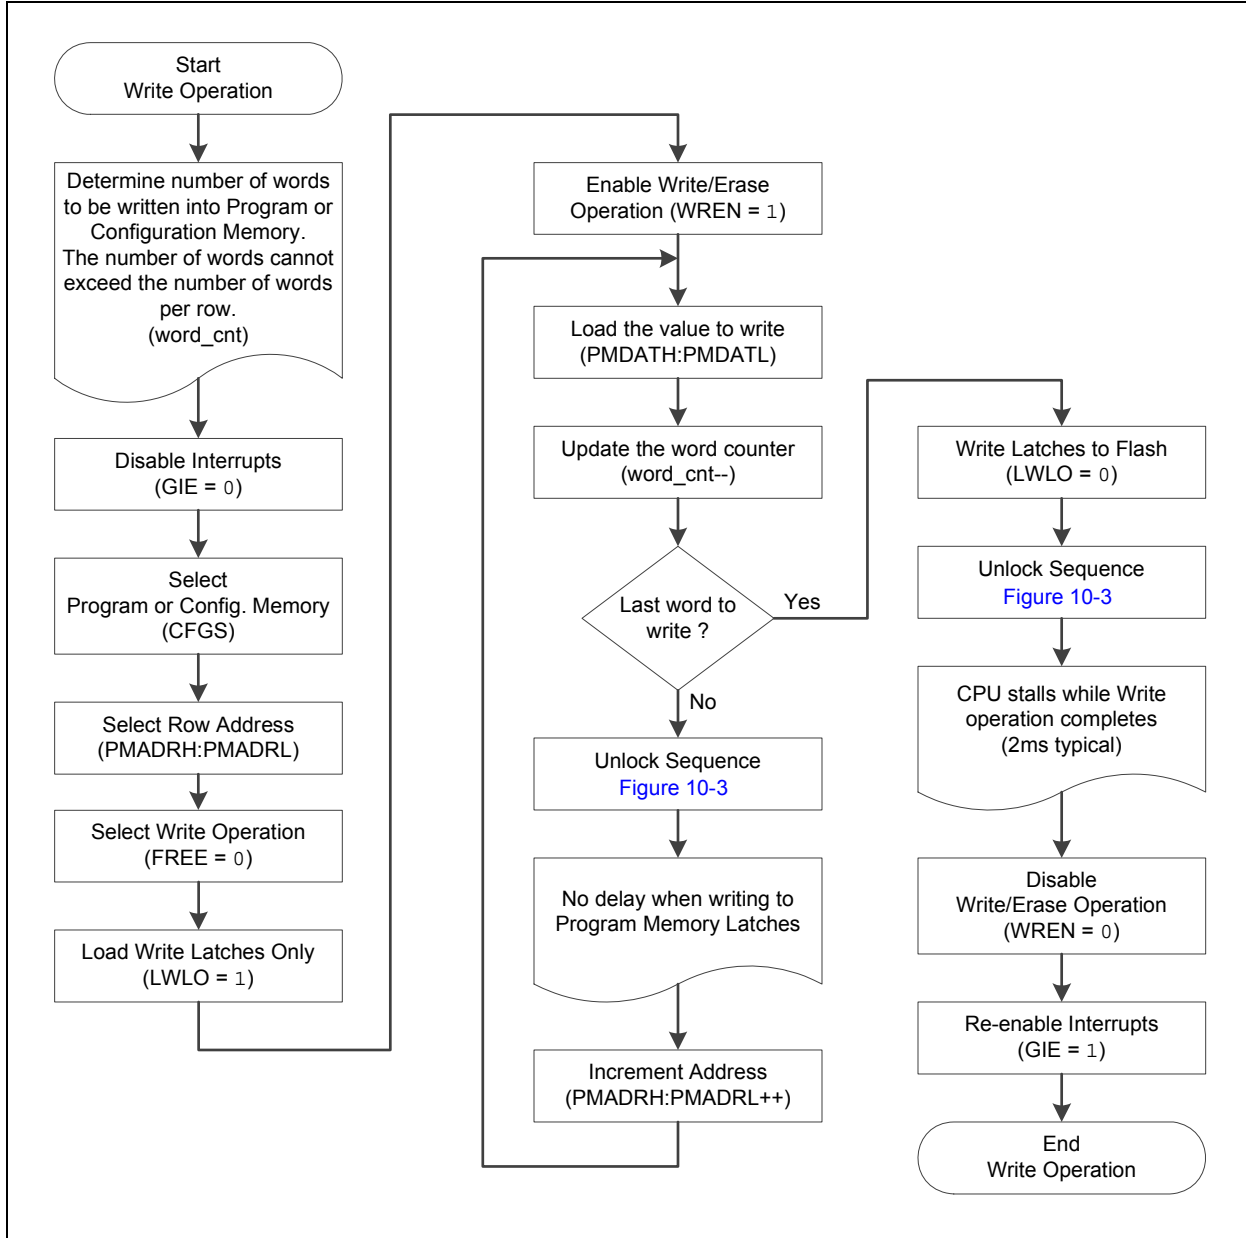 Start
Write Operation
Determine number of words
to be written into Program or
Configuration Memory.
The number of words cannot
exceed the number of words
per row.
(word_cnt)
Disable Interrupts
(GIE = 0)
Select
Program or Config. Memory
(CFGS)
Select Row Address
(PMADRH:PMADRL)
Select Write Operation
(FREE = 0)
Load Write Latches Only
(LWLO = 1)
Enable Write/Erase
Operation (WREN = 1)
Load the value to write
(PMDATH:PMDATL)
Update the word counter
(word_cnt--)
Last word to
write ?
Yes
No
Unlock Sequence
Figure 10-3
No delay when writing to
Program Memory Latches
Increment Address
(PMADRH:PMADRL++)
Write Latches to Flash
(LWLO = 0)
Unlock Sequence
Figure 10-3
CPU stalls while Write
operation completes
(2ms typical)
Disable
Write/Erase Operation
(WREN = 0)
Re-enable Interrupts
(GIE = 1)
End
Write Operation